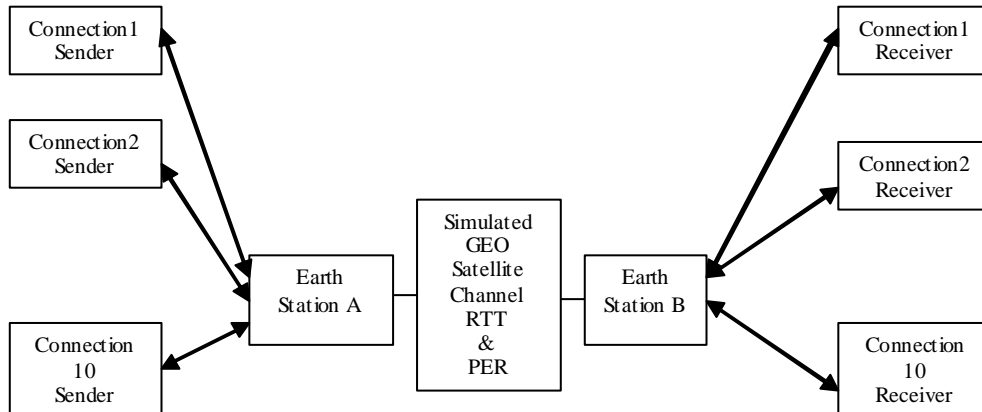 Connection1
Sender
Connection2
Sender
Connection
10
Sender
Earth
Station A
Simulated
GEO
Satellite
Channel
RTT
&
PER
Earth
Station B
Connection1
Receiver
Connection2
Receiver
Connection
10
Receiver